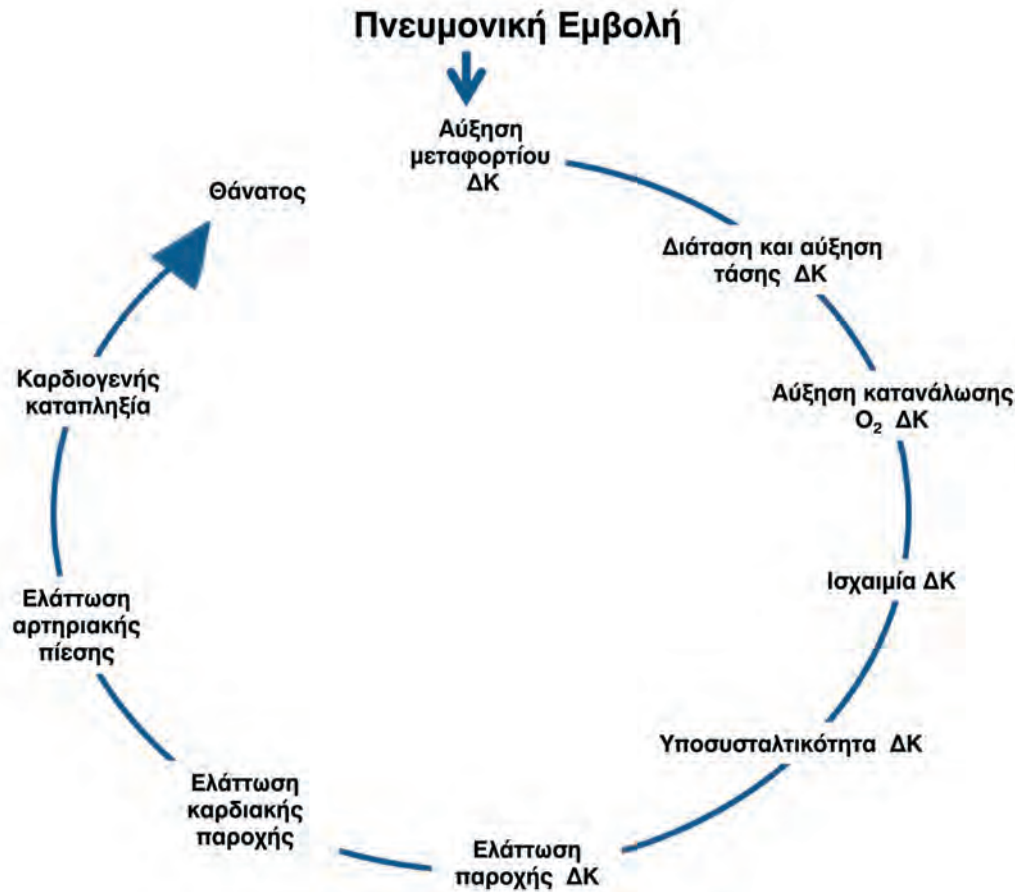 Πνευμονική Εμβολή
Αύξηση
μεταφορτίου
ΔΚ
Διάταση και αύξηση
τάσης ΔΚ
Αύξηση κατανάλωσης
O₂ ΔΚ
Ισχαιμία ΔΚ
Υποσυσταλτικότητα ΔΚ
Ελάττωση
παροχής ΔΚ
Ελάττωση
καρδιακής
παροχής
Ελάττωση
αρτηριακής
πίεσης
Καρδιογενής
καταπληξία
Θάνατος